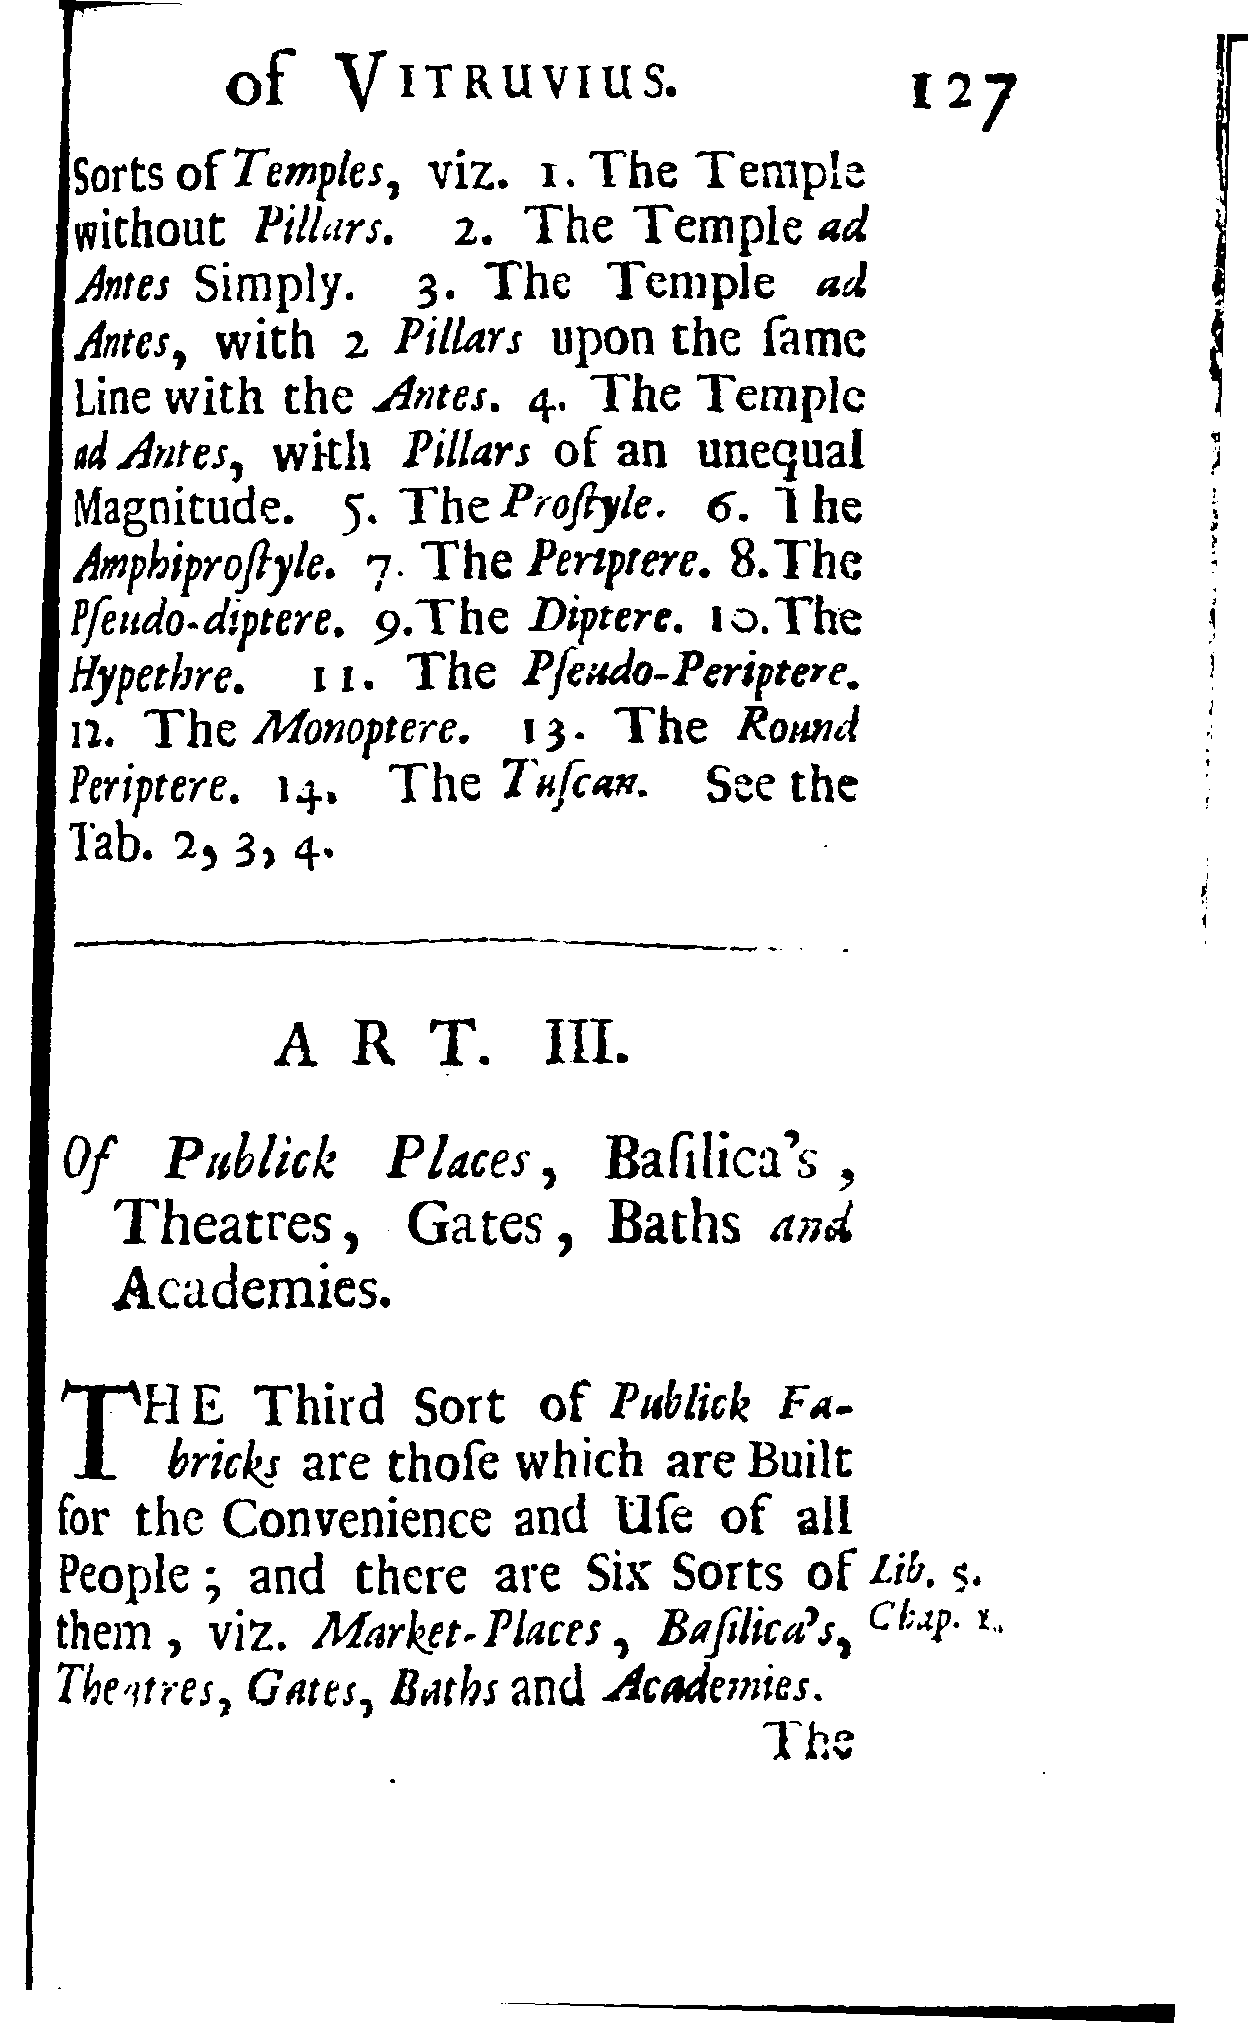 of VITRUVIUS. 127
Sorts of Temples, viz. 1. The Temple
without Pillars. 2. The Temple ad
Antes Simply. 3. The Temple ad
Antes, with 2 Pillars upon the ſame
Line with the Antes. 4. The Temple
ad Antes, with Pillars of an unequal
Magnitude. 5. The Proſtyle. 6. The
Amphiproſtyle. 7. The Periptere. 8. The
Pſeudo-diptere. 9. The Diptere. 10. The
Hypethre. 11. The Pſeudo-Periptere.
12. The Monoptere. 13. The Round
Periptere. 14. The Tuſcan. See the
Tab. 2, 3, 4.
ART. III.
Of Publick Places, Baſilica's,
Theatres, Gates, Baths and
Academies.
THE Third Sort of Publick Fa-
bricks are thoſe which are Built
for the Convenience and Uſe of all
People; and there are Six Sorts of
them, viz. Market-Places, Baſilica's,
Theatres, Gates, Baths and Academies.
Lib. 5.
Chap. 1.
The